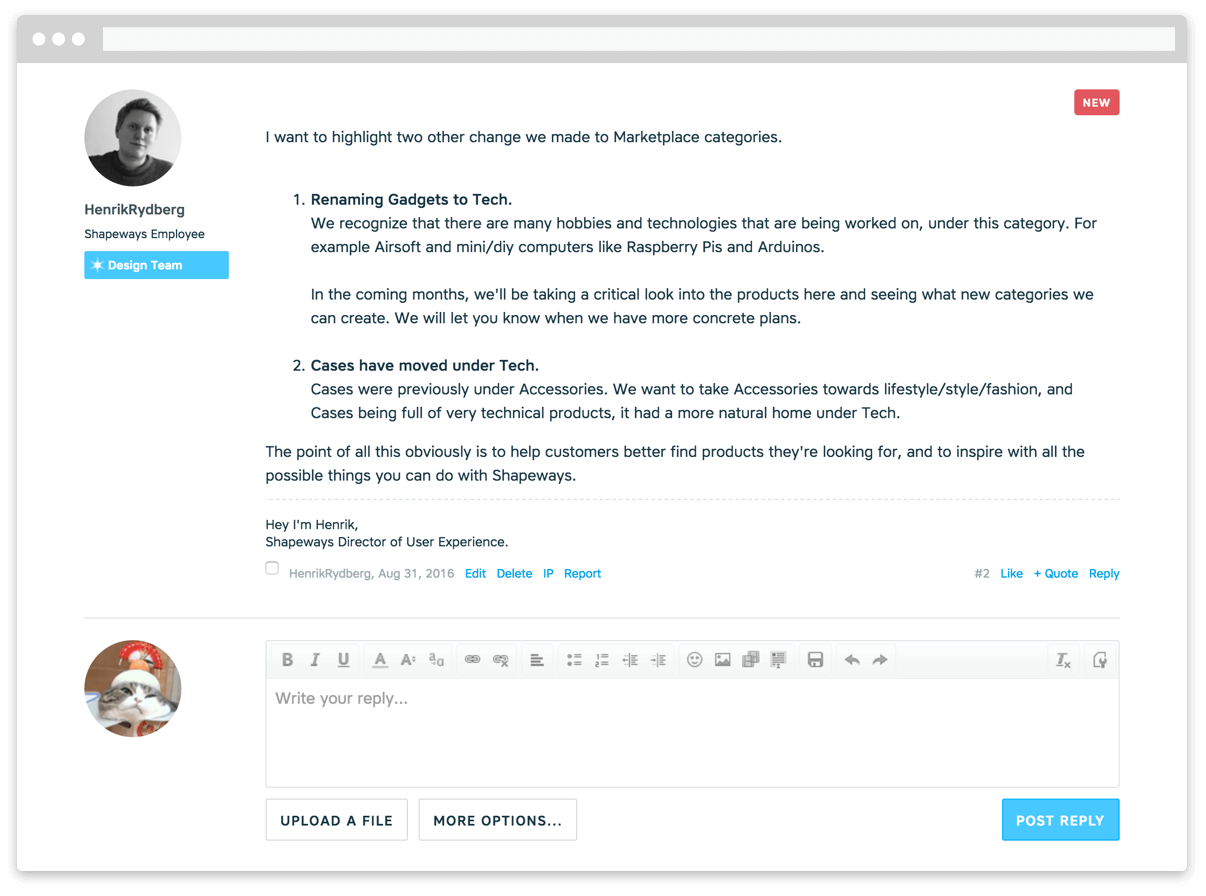 NEW
I want to highlight two other change we made to Marketplace categories.
HenrikRydberg
Shapeways Employee
Design Team
1. Renaming Gadgets to Tech.
We recognize that there are many hobbies and technologies that are being worked on, under this category. For
example Airsoft and mini/diy computers like Raspberry Pis and Arduinos.
In the coming months, we'll be taking a critical look into the products here and seeing what new categories we
can create. We will let you know when we have more concrete plans.
2. Cases have moved under Tech.
Cases were previously under Accessories. We want to take Accessories towards lifestyle/style/fashion, and
Cases being full of very technical products, it had a more natural home under Tech.
The point of all this obviously is to help customers better find products they're looking for, and to inspire with all the
possible things you can do with Shapeways.
Hey I'm Henrik,
Shapeways Director of User Experience.
HenrikRydberg, Aug 31, 2016 Edit Delete IP Report #2 Like + Quote Reply
B I U A A a a
Write your reply...
UPLOAD A FILE MORE OPTIONS... POST REPLY